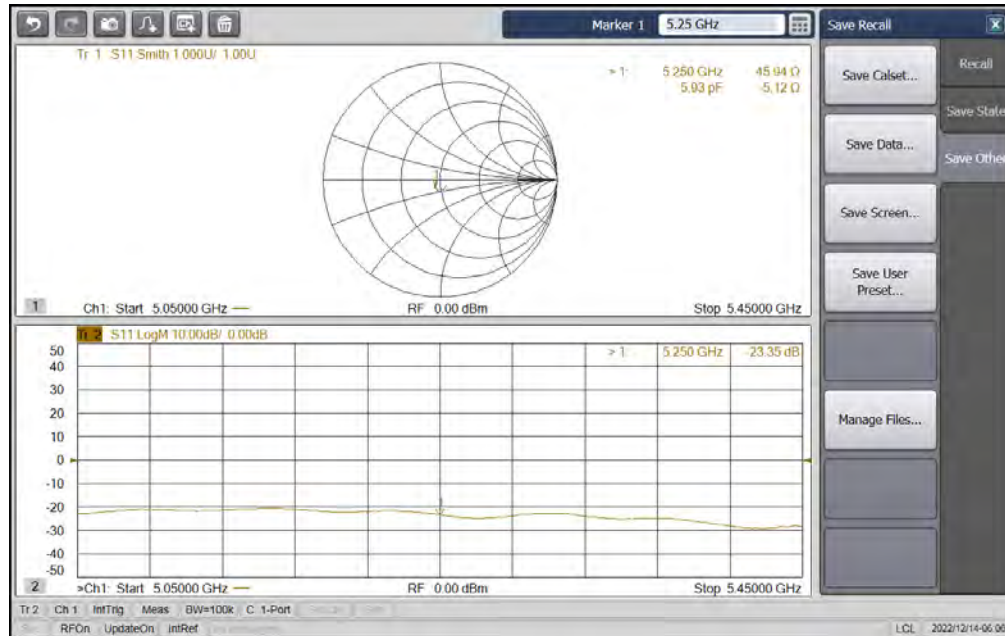 Marker 1 5.25 GHz
Save Recall X
Tr 1 S11 Smith 1.000U/ 1.00U
> 1: 5.250 GHz 45.94 Ω
5.93 pF -5.12 Ω
Save Calset...
Recall
Save State
Save Data...
Save Other
Save Screen...
Save User
Preset...
1 Ch1: Start 5.05000 GHz — RF 0.00 dBm Stop 5.45000 GHz
Tr 2 S11 LogM 10.00dB/ 0.00dB
> 1: 5.250 GHz -23.35 dB
50
40
30
20
10
0
-10
-20
-30
-40
-50
Manage Files...
2 >Ch1: Start 5.05000 GHz — RF 0.00 dBm Stop 5.45000 GHz
Tr 2 Ch 1 IntTrig Meas BW=100k C 1-Port
RFOn UpdateOn IntRef LCL 2022/12/14-06:06